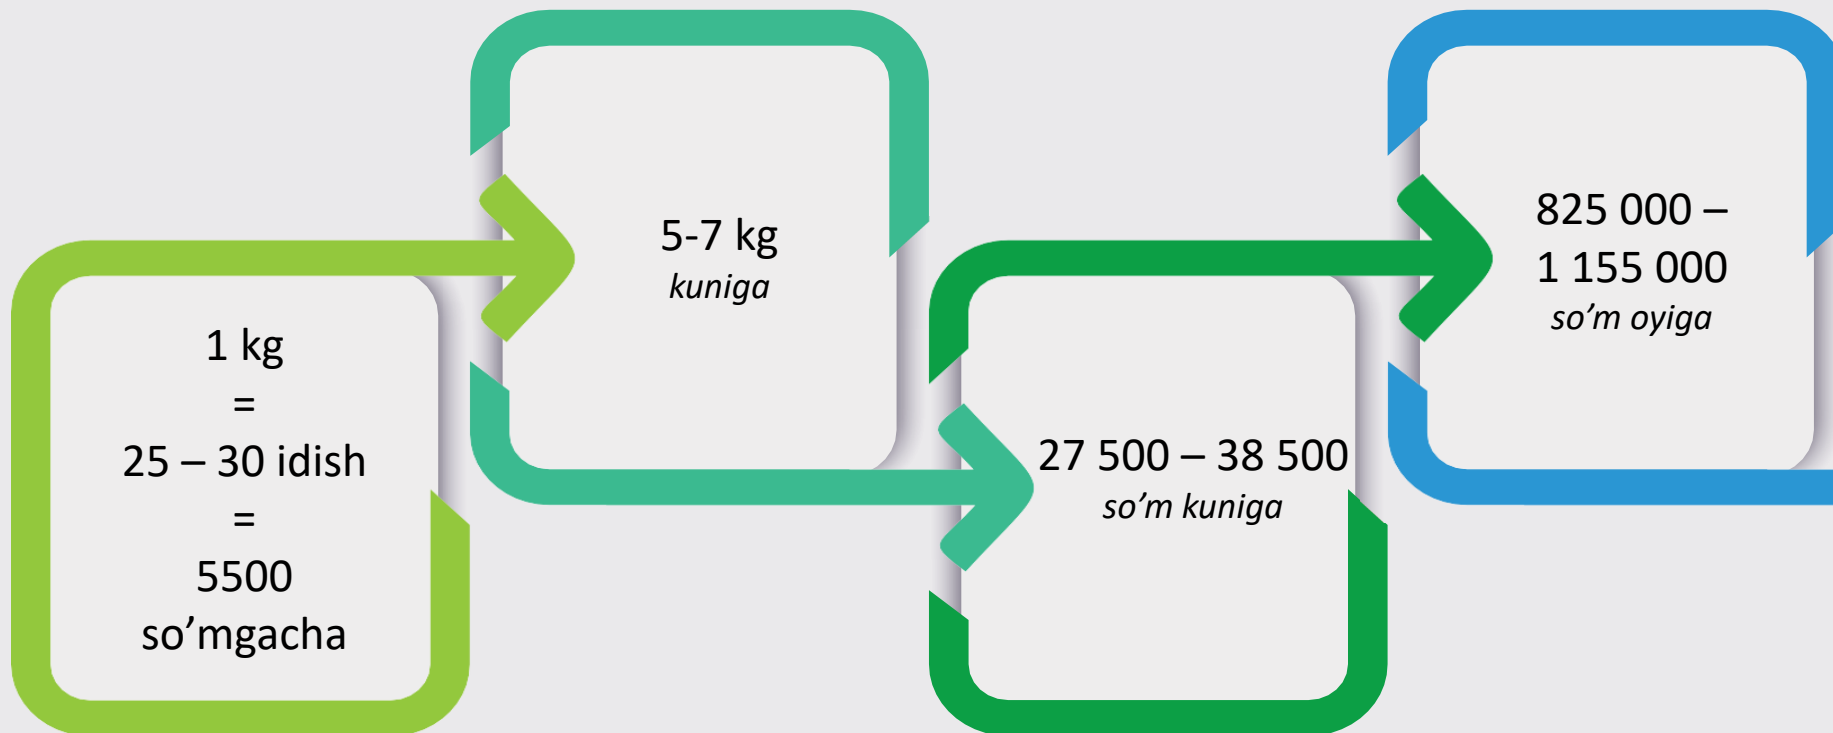 1 kg
=
25 – 30 idish
=
5500
so’mgacha
5-7 kg
kuniga
27 500 – 38 500
so’m kuniga
825 000 –
1 155 000
so’m oyiga